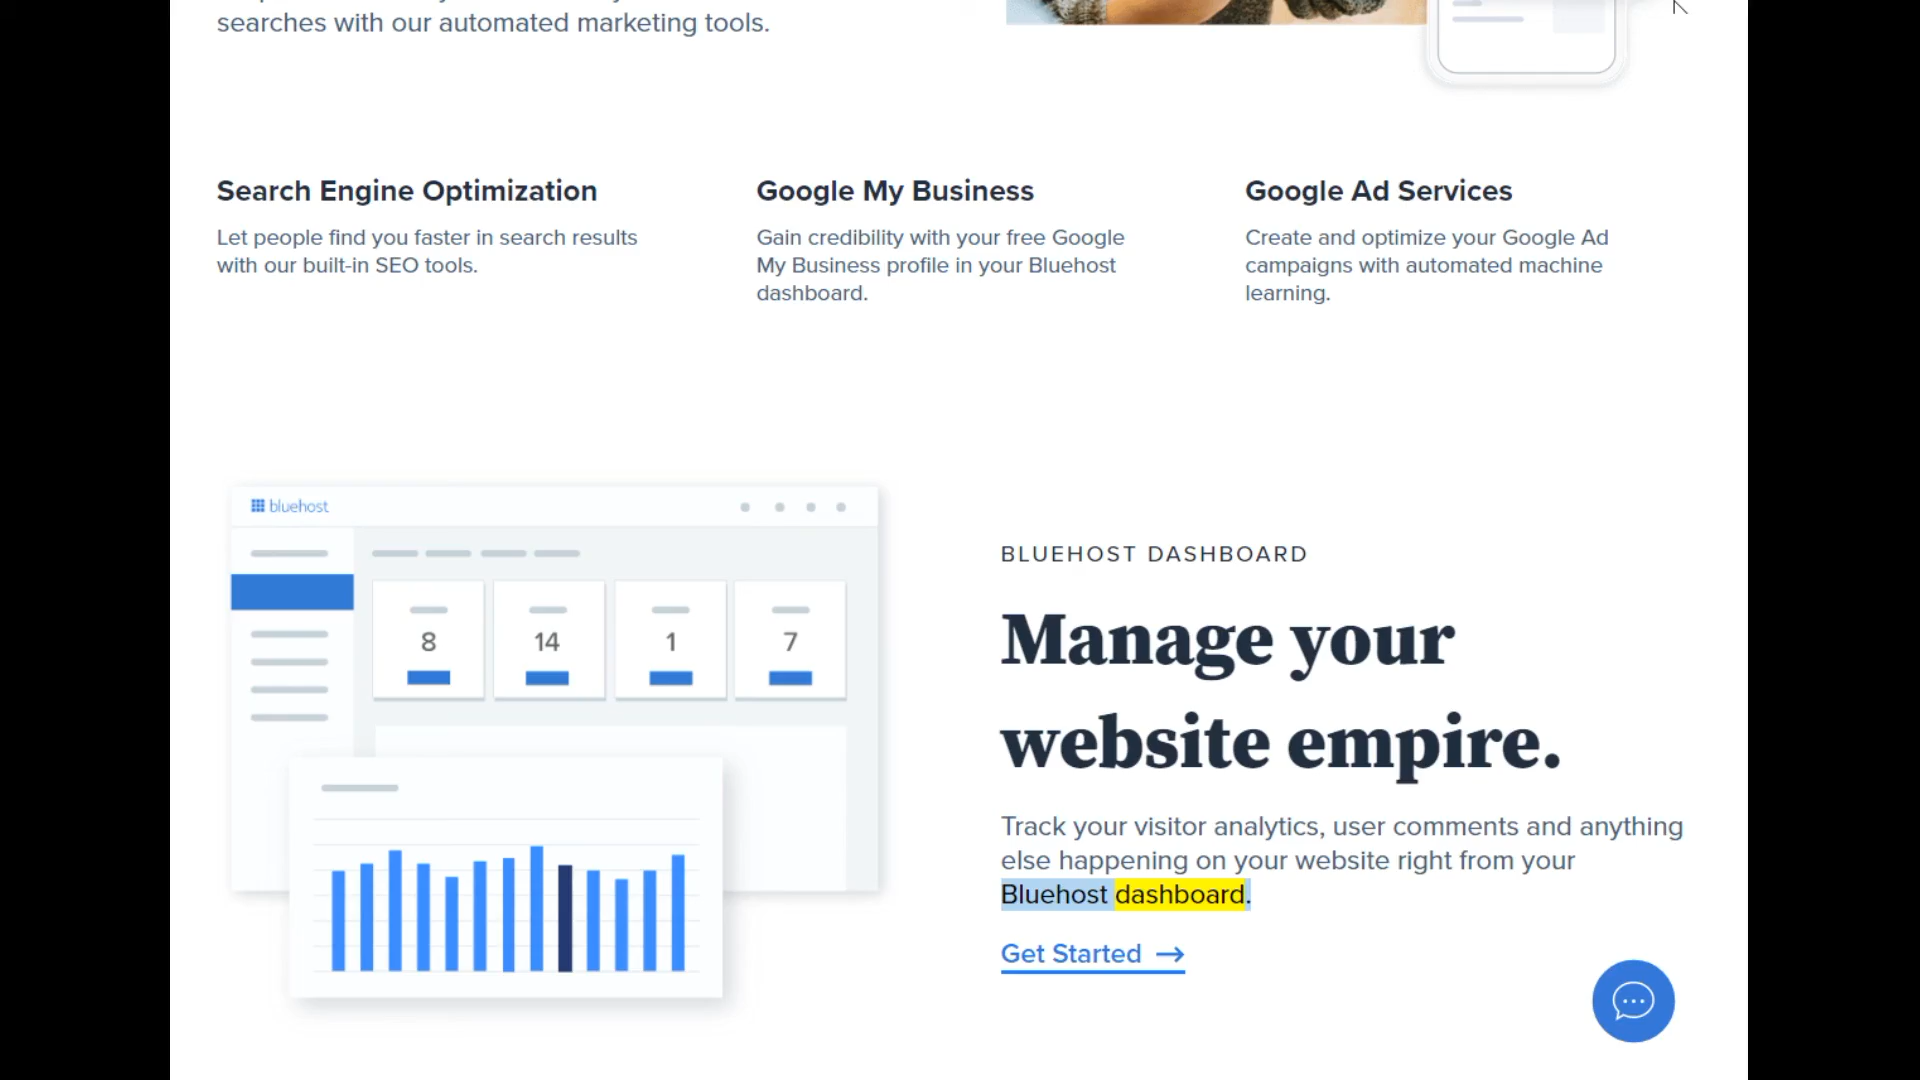 searches with our automated marketing tools.
Search Engine Optimization
Let people find you faster in search results
with our built-in SEO tools.
Google My Business
Gain credibility with your free Google
My Business profile in your Bluehost
dashboard.
Google Ad Services
Create and optimize your Google Ad
campaigns with automated machine
learning.
bluehost
8
14
1
7
BLUEHOST DASHBOARD
Manage your
website empire.
Track your visitor analytics, user comments and anything
else happening on your website right from your
Bluehost dashboard.
Get Started →